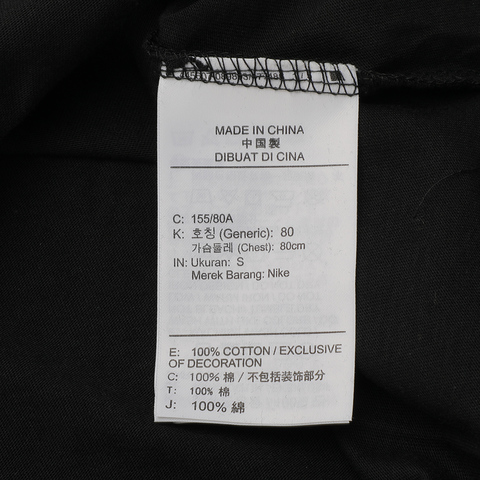 MADE IN CHINA
中国製
DIBUAT DI CINA
C: 155/80A
K: 호칭 (Generic): 80
가슴둘레 (Chest): 80cm
IN: Ukuran: S
Merek Barang: Nike
E: 100% COTTON / EXCLUSIVE
OF DECORATION
C: 100% 棉 / 不包括装饰部分
T: 100% 棉
J: 100% 綿